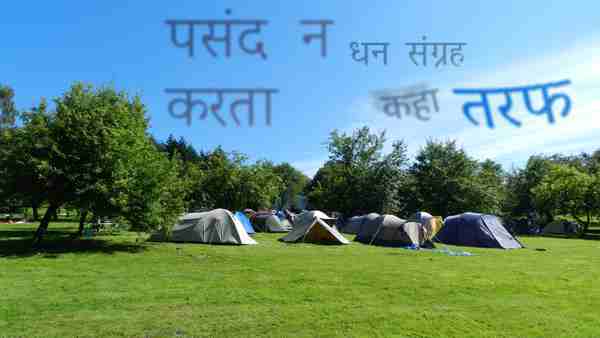 पसंद न
करता
धन संग्रह
कहा
तरफ